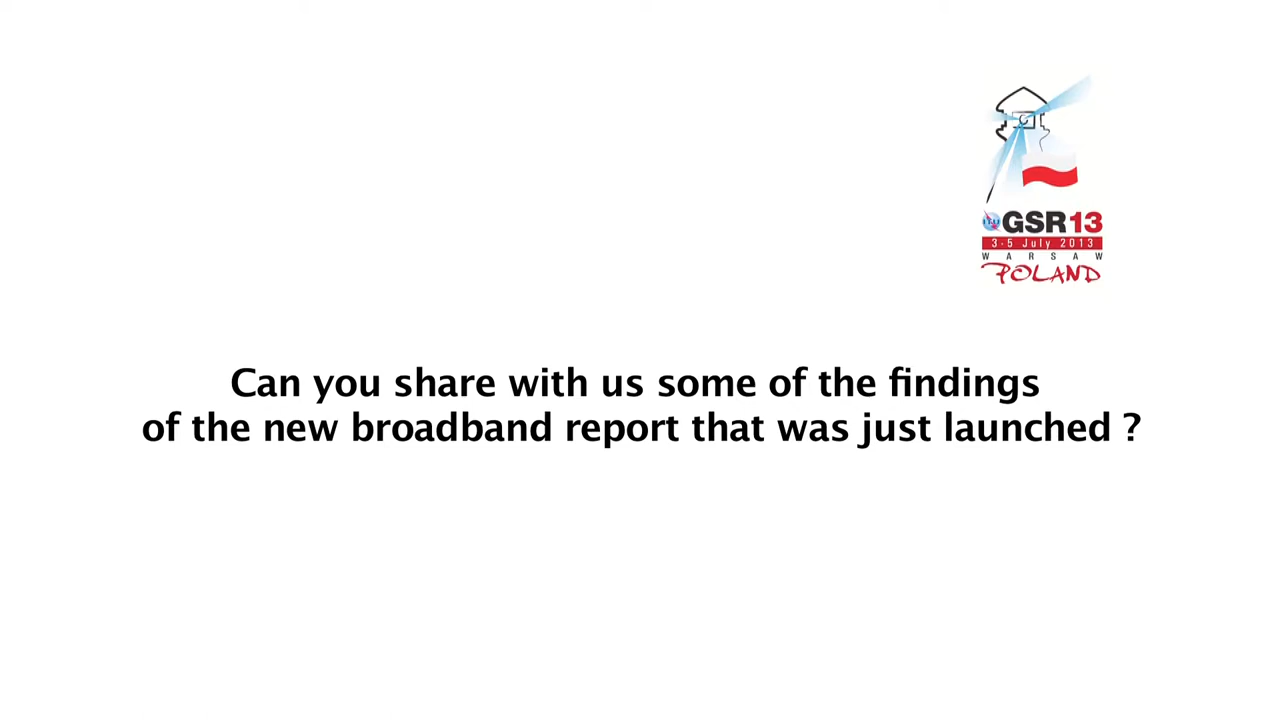 GSR13
3-5 July 2013
WARSAW
POLAND
Can you share with us some of the findings
of the new broadband report that was just launched ?